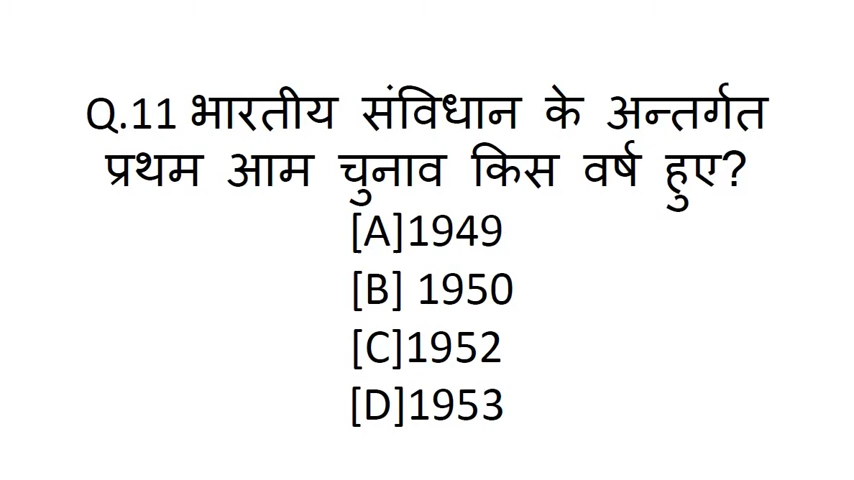 Q.11 भारतीय संविधान के अन्तर्गत
प्रथम आम चुनाव किस वर्ष हुए?
[A]1949
[B] 1950
[C]1952
[D]1953